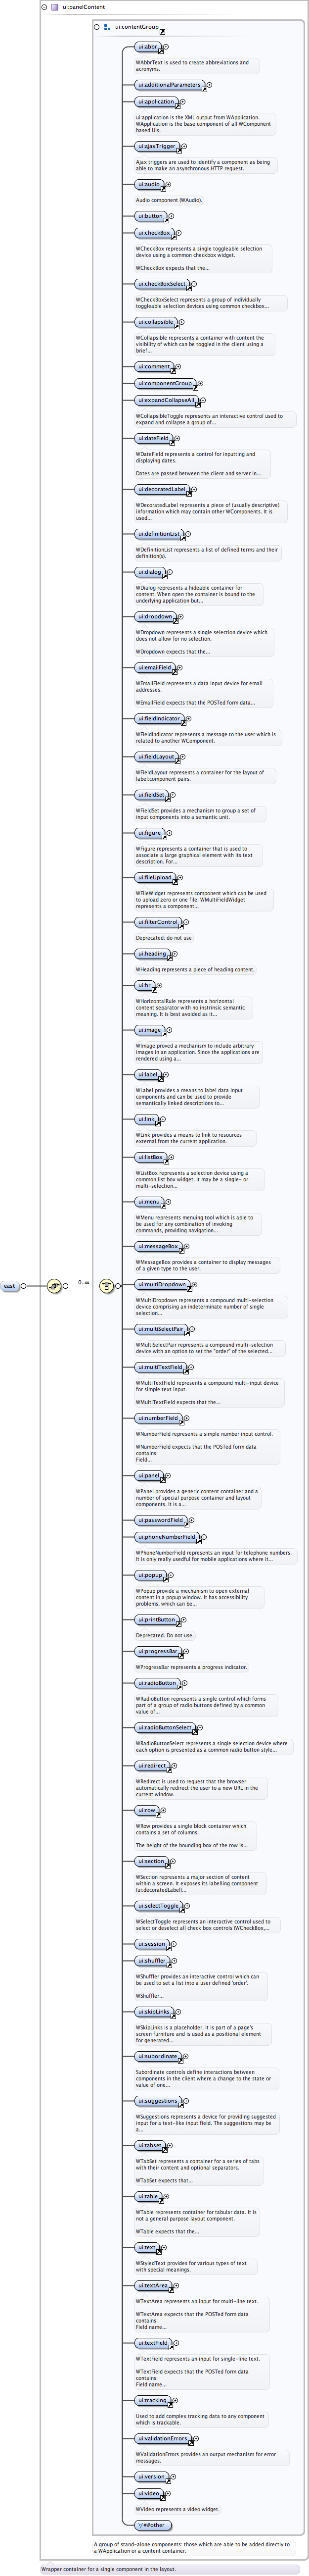 ui:panelContent
ui:contentGroup
ui:abbr
WAbbrText is used to create abbreviations and
acronyms.
ui:additionalParameters
ui:application
ui:application is the XML output from WApplication.
WApplication is the base component of all WComponent
based UIs.
ui:ajaxTrigger
Ajax triggers are used to identify a component as being
able to make an asynchronous HTTP request.
ui:audio
Audio component (WAudio).
ui:button
ui:checkBox
WCheckBox represents a single toggleable selection
device using a common checkbox widget.
WCheckBox expects that the...
ui:checkBoxSelect
WCheckBoxSelect represents a group of individually
toggleable selection devices using common checkbox...
ui:collapsible
WCollapsible represents a container with content the
visibility of which can be toggled in the client using a
brief...
ui:comment
ui:componentGroup
ui:expandCollapseAll
WCollapsibleToggle represents an interactive control used to
expand and collapse a group of...
ui:dateField
WDateField represents a control for inputting and
displaying dates.
Dates are passed between the client and server in...
ui:decoratedLabel
WDecoratedLabel represents a piece of (usually descriptive)
information which may contain other WComponents. It is
used...
ui:definitionList
WDefinitionList represents a list of defined terms and their
definition(s).
ui:dialog
WDialog represents a hideable container for
content. When open the container is bound to the
underlying application but...
ui:dropdown
WDropdown represents a single selection device which
does not allow for no selection.
WDropdown expects that the...
ui:emailField
WEmailField represents a data input device for email
addresses.
WEmailField expects that the POSTed form data...
ui:fieldIndicator
WFieldIndicator represents a message to the user which is
related to another WComponent.
ui:fieldLayout
WFieldLayout represents a container for the layout of
label:component pairs.
ui:fieldSet
WFieldSet provides a mechanism to group a set of
input components into a semantic unit.
ui:figure
WFigure represents a container that is used to
associate a large graphical element with its text
description. For...
ui:fileUpload
WFileWidget represents component which can be used
to upload zero or one file; WMultiFieldWidget
represents a component...
ui:filterControl
Deprecated: do not use
ui:heading
WHeading represents a piece of heading content.
ui:hr
WHorizontalRule represents a horizontal
content separator with no instrinsic semantic
meaning. It is best avoided as it...
ui:image
WImage proved a mechanism to include arbitrary
images in an application. Since the applications are
rendered using a...
ui:label
WLabel provides a means to label data input
components and can be used to provide
semantically linked descriptions to...
ui:link
WLink provides a means to link to resources
external from the current application.
ui:listBox
WListBox represents a selection device using a
common list box widget. It may be a single- or
multi-selection...
ui:menu
WMenu represents menuing tool which is able to
be used for any combination of invoking
commands, providing navigation...
ui:messageBox
WMessageBox provides a container to display messages
of a given type to the user.
east
0..∞
ui:multiDropdown
WMultiDropdown represents a compound multi-selection
device comprising an indeterminate number of single
selection...
ui:multiSelectPair
WMultiSelectPair represents a compound multi-selection
device with an option to set the "order" of the selected...
ui:multiTextField
WMultiTextField represents a compound multi-input device
for simple text input.
WMultiTextField expects that the...
ui:numberField
WNumberField represents a simple number input control.
WNumberField expects that the POSTed form data
contains:
Field...
ui:panel
WPanel provides a generic content container and a
number of special purpose container and layout
components. It is a...
ui:passwordField
ui:phoneNumberField
WPhoneNumberField represents an input for telephone numbers.
It is only really useful for mobile applications where it...
ui:popup
WPopup provide a mechanism to open external
content in a popup window. It has accessibility
problems, which can be...
ui:printButton
Deprecated. Do not use.
ui:progressBar
WProgressBar represents a progress indicator.
ui:radioButton
WRadioButton represents a single control which forms
part of a group of radio buttons defined by a common
value of...
ui:radioButtonSelect
WRadioButtonSelect represents a single selection device where
each option is presented as a common radio button style...
ui:redirect
WRedirect is used to request that the browser
automatically redirect the user to a new URL in the
current window.
ui:row
WRow provides a single block container which
contains a set of columns.
The height of the bounding box of the row is...
ui:section
WSection represents a major section of content
within a screen. It exposes its labelling component
(ui:decoratedLabel)...
ui:selectToggle
WSelectToggle represents an interactive control used to
select or deselect all check box controls (WCheckBox,...
ui:session
ui:shuffler
WShuffler provides an interactive control which can
be used to set a list into a user defined 'order'.
WShuffler...
ui:skipLinks
WSkipLinks is a placeholder. It is part of a page's
screen furniture and is used as a positional element
for generated...
ui:subordinate
Subordinate controls define interactions between
components in the client where a change to the state or
value of one...
ui:suggestions
WSuggestions represents a device for providing suggested
input for a text-like input field. The suggestions may be
a...
ui:tabset
WTabSet represents a container for a series of tabs
with their content and optional separators.
WTabSet expects that...
ui:table
WTable represents container for tabular data. It is
not a general purpose layout component.
WTable expects that the...
ui:text
WStyledText provides for various types of text
with special meanings.
ui:textArea
WTextArea represents an input for multi-line text.
WTextArea expects that the POSTed form data
contains:
Field name...
ui:textField
WTextField represents an input for single-line text.
WTextField expects that the POSTed form data
contains:
Field name...
ui:tracking
Used to add complex tracking data to any component
which is trackable.
ui:validationErrors
WValidationErrors provides an output mechanism for error
messages.
ui:version
ui:video
WVideo represents a video widget.
##other
A group of stand-alone components: those which are able to be added directly
to a WApplication or a content container.
Wrapper container for a single component in the layout.